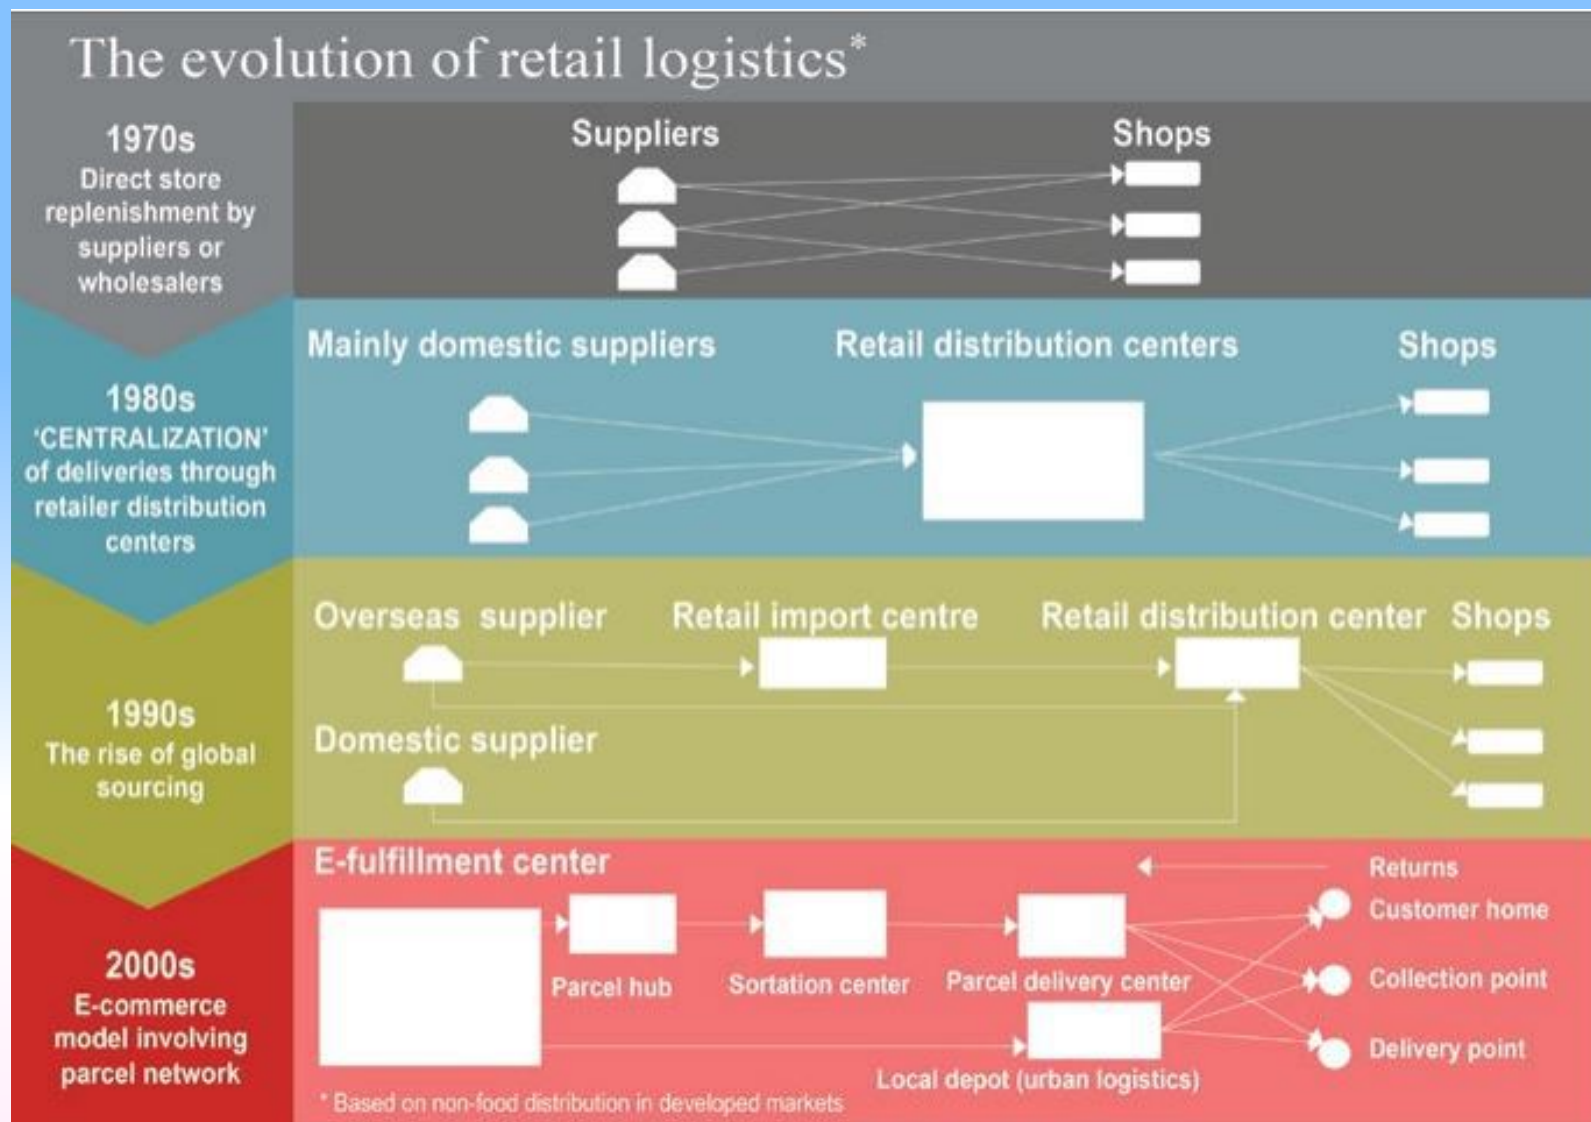 The evolution of retail logistics*
1970s
Direct store
replenishment by
suppliers or
wholesalers
Suppliers
Shops
1980s
‘CENTRALIZATION’
of deliveries through
retailer distribution
centers
Mainly domestic suppliers
Retail distribution centers
Shops
1990s
The rise of global
sourcing
Overseas supplier
Retail import centre
Retail distribution center
Shops
Domestic supplier
2000s
E-commerce
model involving
parcel network
E-fulfillment center
Parcel hub
Sortation center
Parcel delivery center
Local depot (urban logistics)
Returns
Customer home
Collection point
Delivery point
* Based on non-food distribution in developed markets